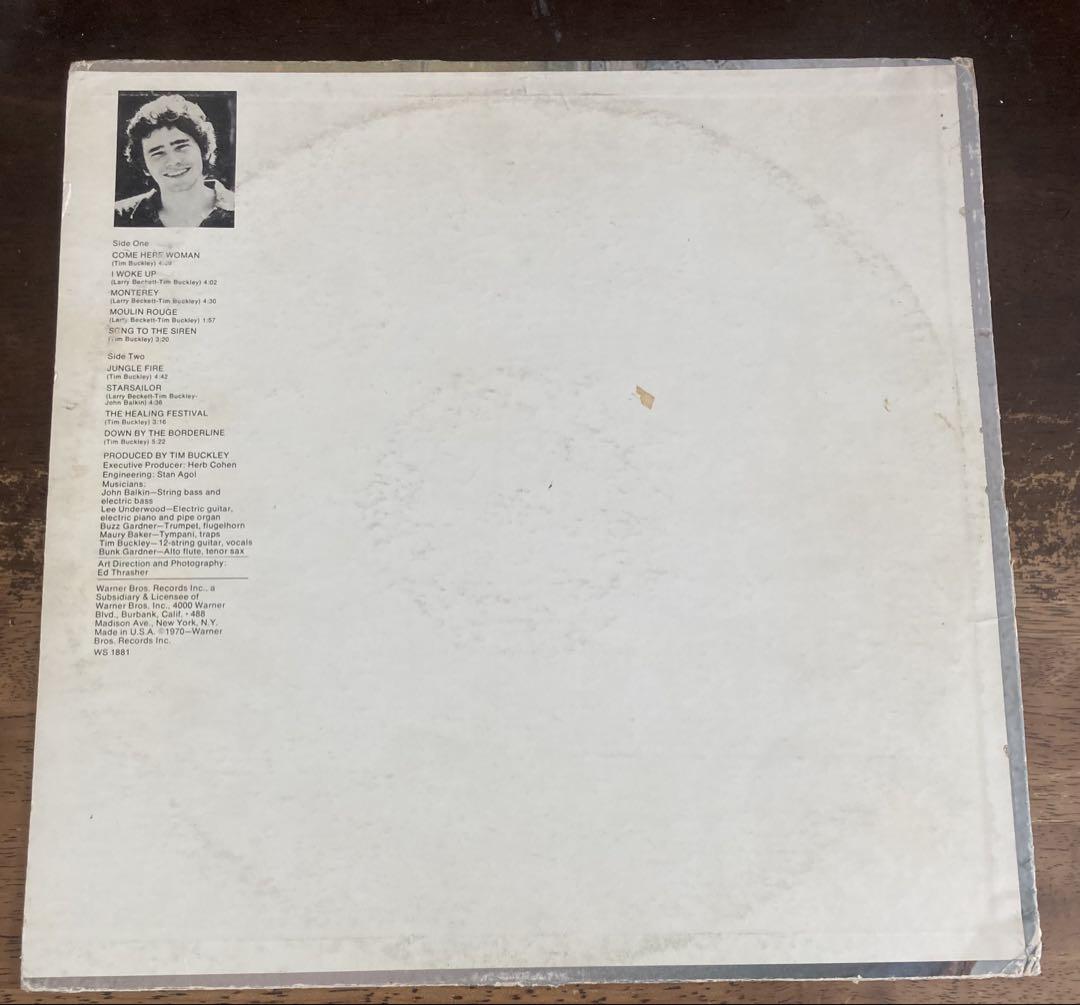 Side One
COME HERE WOMAN
(Tim Buckley)
I WOKE UP
(Larry Beckett-Tim Buckley) 4:02
MONTEREY
(Larry Beckett-Tim Buckley) 4:30
MOULIN ROUGE
(Larry Beckett-Tim Buckley) 1:57
SONG TO THE SIREN
(Tim Buckley) 3:20
Side Two
JUNGLE FIRE
(Tim Buckley) 4:42
STARSAILOR
(Larry Beckett-Tim Buckley-
John Balkin) 4:36
THE HEALING FESTIVAL
(Tim Buckley) 3:16
DOWN BY THE BORDERLINE
(Tim Buckley) 5:22
PRODUCED BY TIM BUCKLEY
Executive Producer: Herb Cohen
Engineering: Stan Agol
Musicians:
John Balkin—String bass and
electric bass
Lee Underwood—Electric guitar,
electric piano and pipe organ
Buzz Gardner—Trumpet, flugelhorn
Maury Baker—Tympani, traps
Tim Buckley—12-string guitar, vocals
Bunk Gardner—Alto flute, tenor sax
Art Direction and Photography:
Ed Thrasher
Warner Bros. Records Inc., a
Subsidiary & Licensee of
Warner Bros. Inc., 4000 Warner
Blvd., Burbank, Calif. • 488
Madison Ave., New York, N.Y.
Made in U.S.A. ©1970—Warner
Bros. Records Inc.
WS 1881